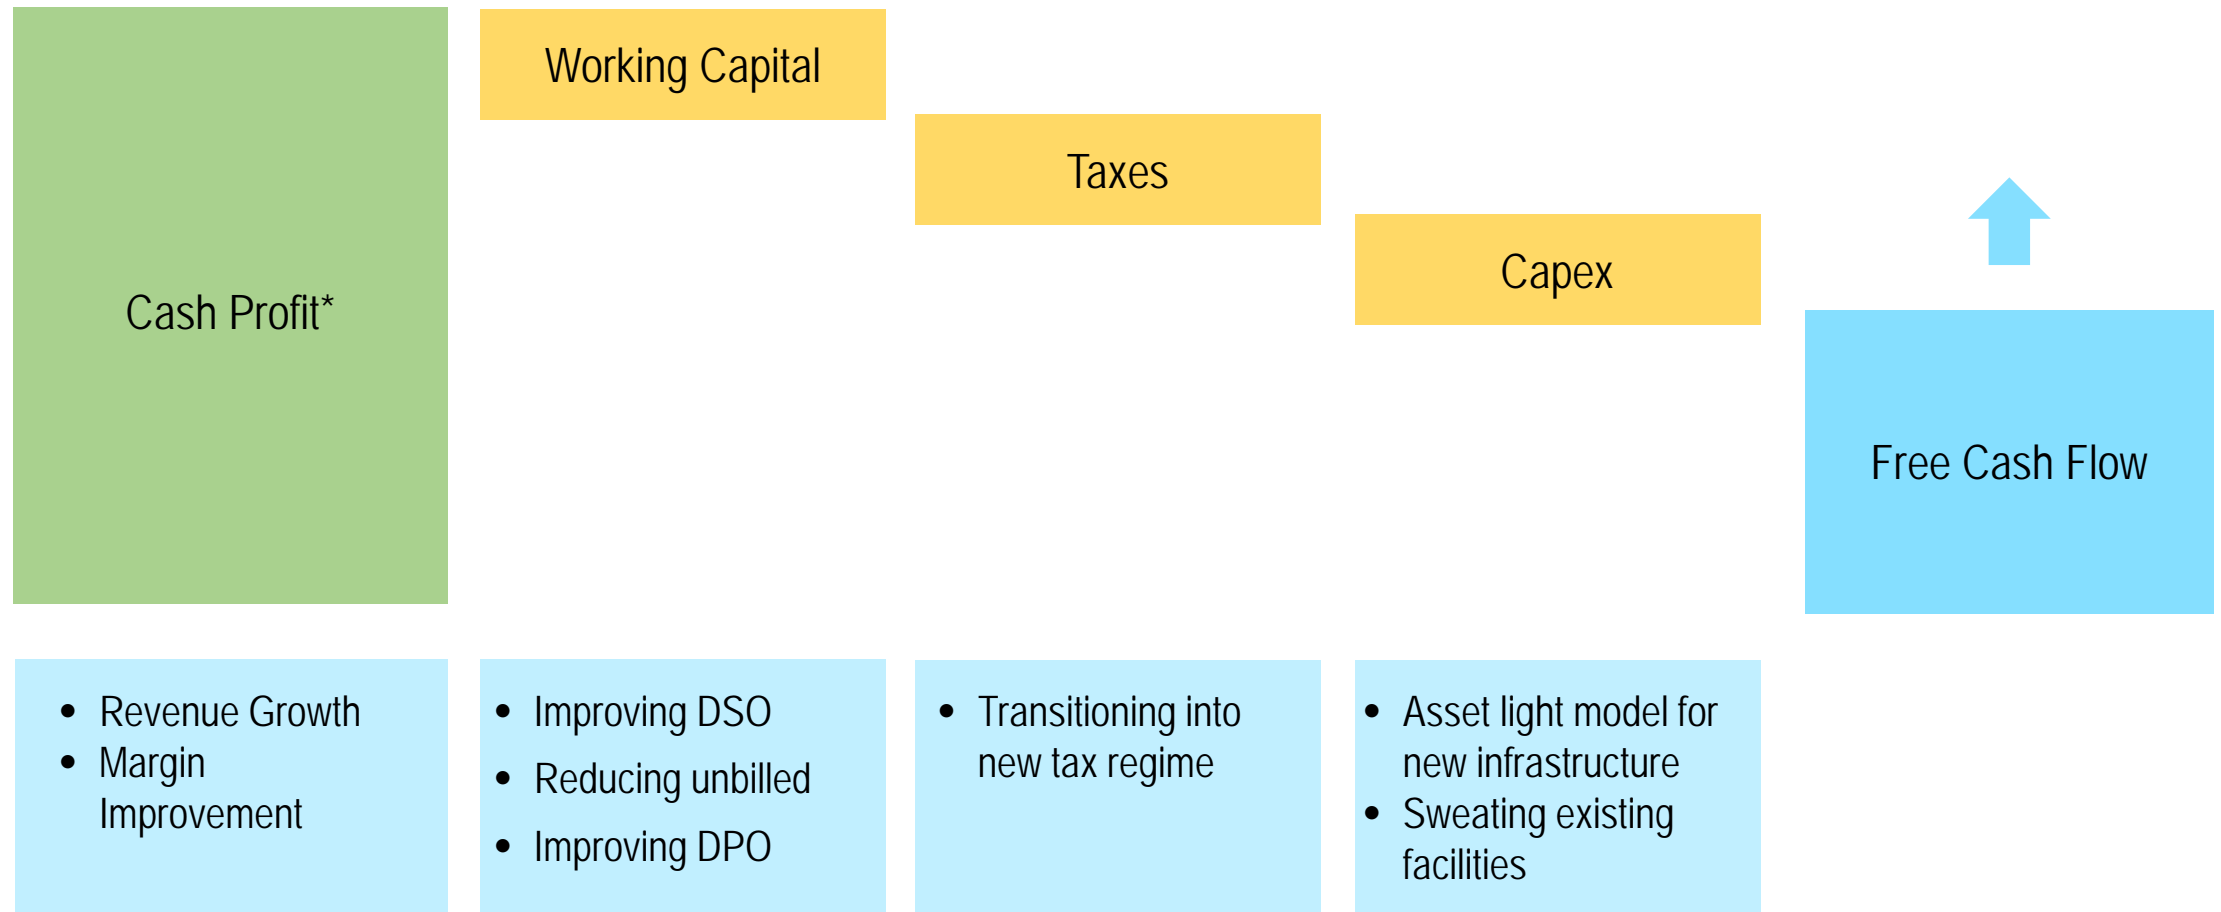 Cash Profit*
Working Capital
Taxes
Capex
Free Cash Flow
• Revenue Growth
• Margin
Improvement
• Improving DSO
• Reducing unbilled
• Improving DPO
• Transitioning into
new tax regime
• Asset light model for
new infrastructure
• Sweating existing
facilities